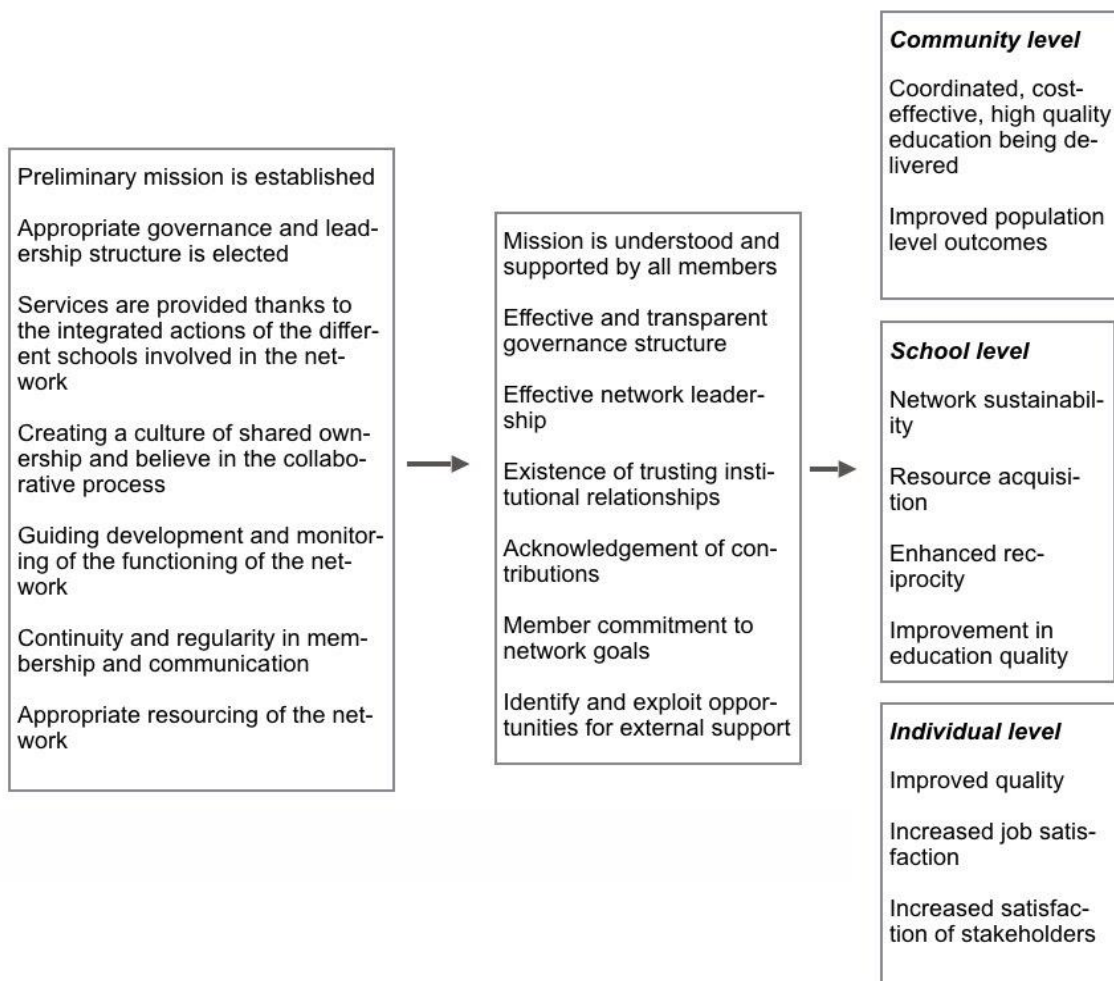 Preliminary mission is established
Appropriate governance and lead-
ership structure is elected
Services are provided thanks to
the integrated actions of the differ-
ent schools involved in the net-
work
Creating a culture of shared own-
ership and believe in the collabo-
rative process
Guiding development and monitor-
ing of the functioning of the net-
work
Continuity and regularity in mem-
bership and communication
Appropriate resourcing of the net-
work
Mission is understood and
supported by all members
Effective and transparent
governance structure
Effective network leader-
ship
Existence of trusting insti-
tutional relationships
Acknowledgement of con-
tributions
Member commitment to
network goals
Identify and exploit oppor-
tunities for external support
Community level
Coordinated, cost-
effective, high quality
education being de-
livered
Improved population
level outcomes
School level
Network sustainabil-
ity
Resource acquisi-
tion
Enhanced rec-
iprocity
Improvement in
education quality
Individual level
Improved quality
Increased job satis-
faction
Increased satisfac-
tion of stakeholders